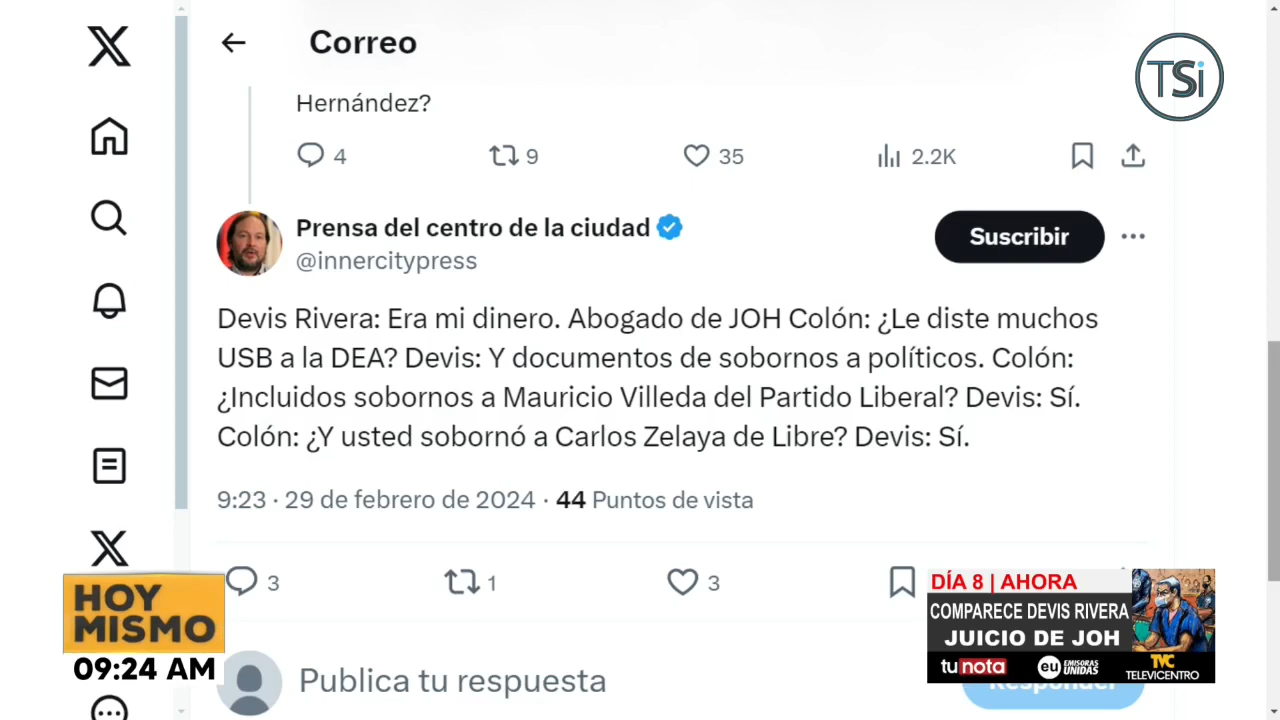 Correo
TSi
Hernández?
4 9 35 2.2K
Prensa del centro de la ciudad
@innercitypress
Suscribir
Devis Rivera: Era mi dinero. Abogado de JOH Colón: ¿Le diste muchos
USB a la DEA? Devis: Y documentos de sobornos a políticos. Colón:
¿Incluidos sobornos a Mauricio Villeda del Partido Liberal? Devis: Sí.
Colón: ¿Y usted sobornó a Carlos Zelaya de Libre? Devis: Sí.
9:23 · 29 de febrero de 2024 · 44 Puntos de vista
3 1 3
HOY
MISMO
09:24 AM
DÍA 8 | AHORA
COMPARECE DEVIS RIVERA
JUICIO DE JOH
tunota eu EMISORAS UNIDAS TVC TELEVICENTRO
Publica tu respuesta
Responder